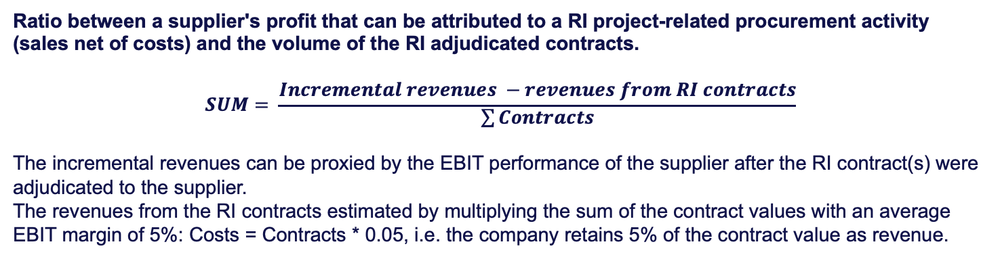 Ratio between a supplier's profit that can be attributed to a RI project-related procurement activity
(sales net of costs) and the volume of the RI adjudicated contracts.
SUM = Incremental revenues − revenues from RI contracts / ∑ Contracts
The incremental revenues can be proxied by the EBIT performance of the supplier after the RI contract(s) were
adjudicated to the supplier.
The revenues from the RI contracts estimated by multiplying the sum of the contract values with an average
EBIT margin of 5%: Costs = Contracts * 0.05, i.e. the company retains 5% of the contract value as revenue.